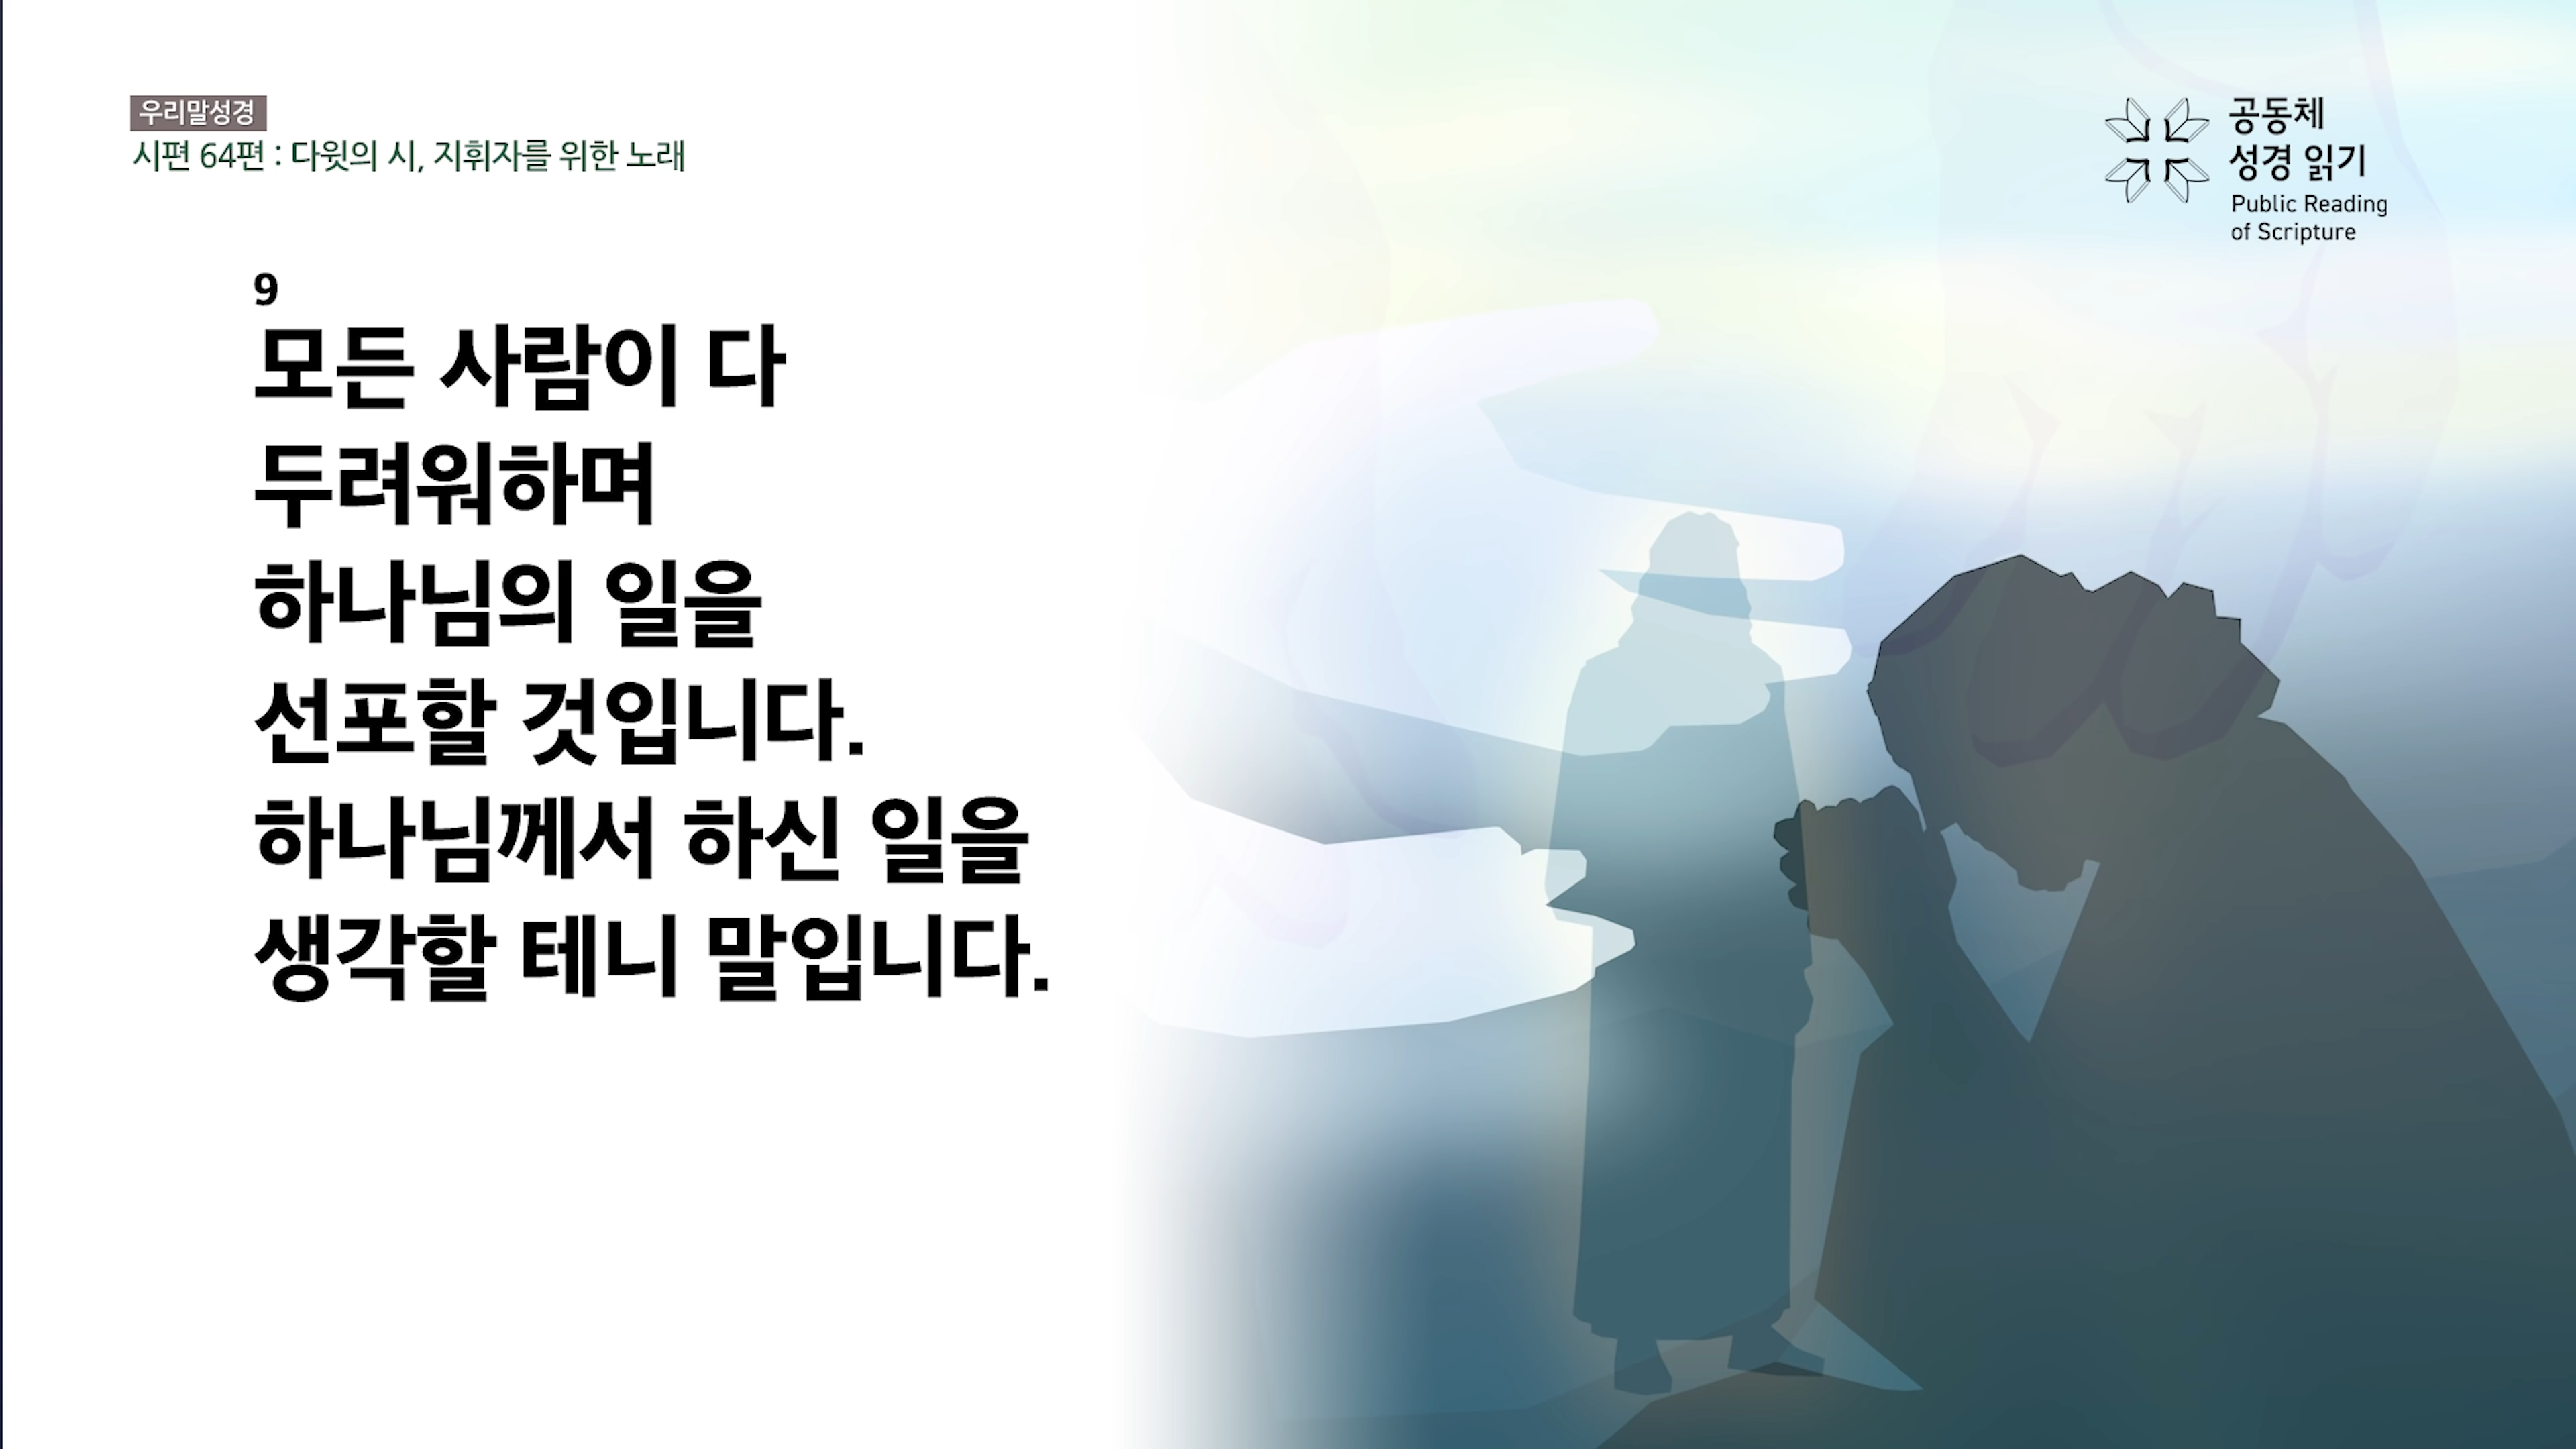 우리말성경
시편 64편 : 다윗의 시, 지휘자를 위한 노래
공동체
성경 읽기
Public Reading
of Scripture
9
모든 사람이 다
두려워하며
하나님의 일을
선포할 것입니다.
하나님께서 하신 일을
생각할 테니 말입니다.